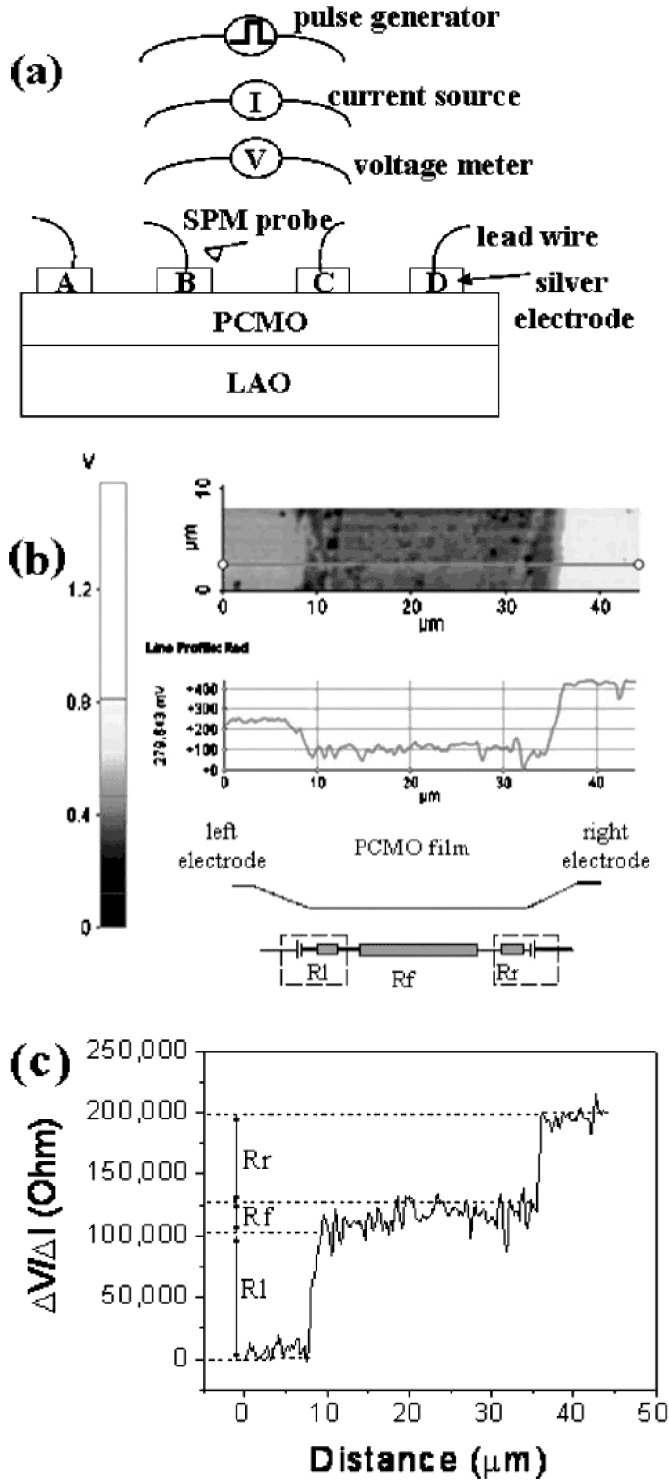 (a)
pulse generator
I
current source
V
voltage meter
SPM probe
lead wire
A
B
C
D
silver
electrode
PCMO
LAO
(b)
V
1.2
0.8
0.4
0
10
μm
0
0 10 20 30 40
μm
Line Profile: Red
279.643 mV
+400
+300
+200
+100
+0
0 10 20 30 40
μm
left
electrode
PCMO film
right
electrode
Rl
Rf
Rr
(c)
250,000
200,000
150,000
100,000
50,000
0
ΔV/ΔI (Ohm)
Rr
Rf
Rl
0 10 20 30 40 50
Distance (μm)